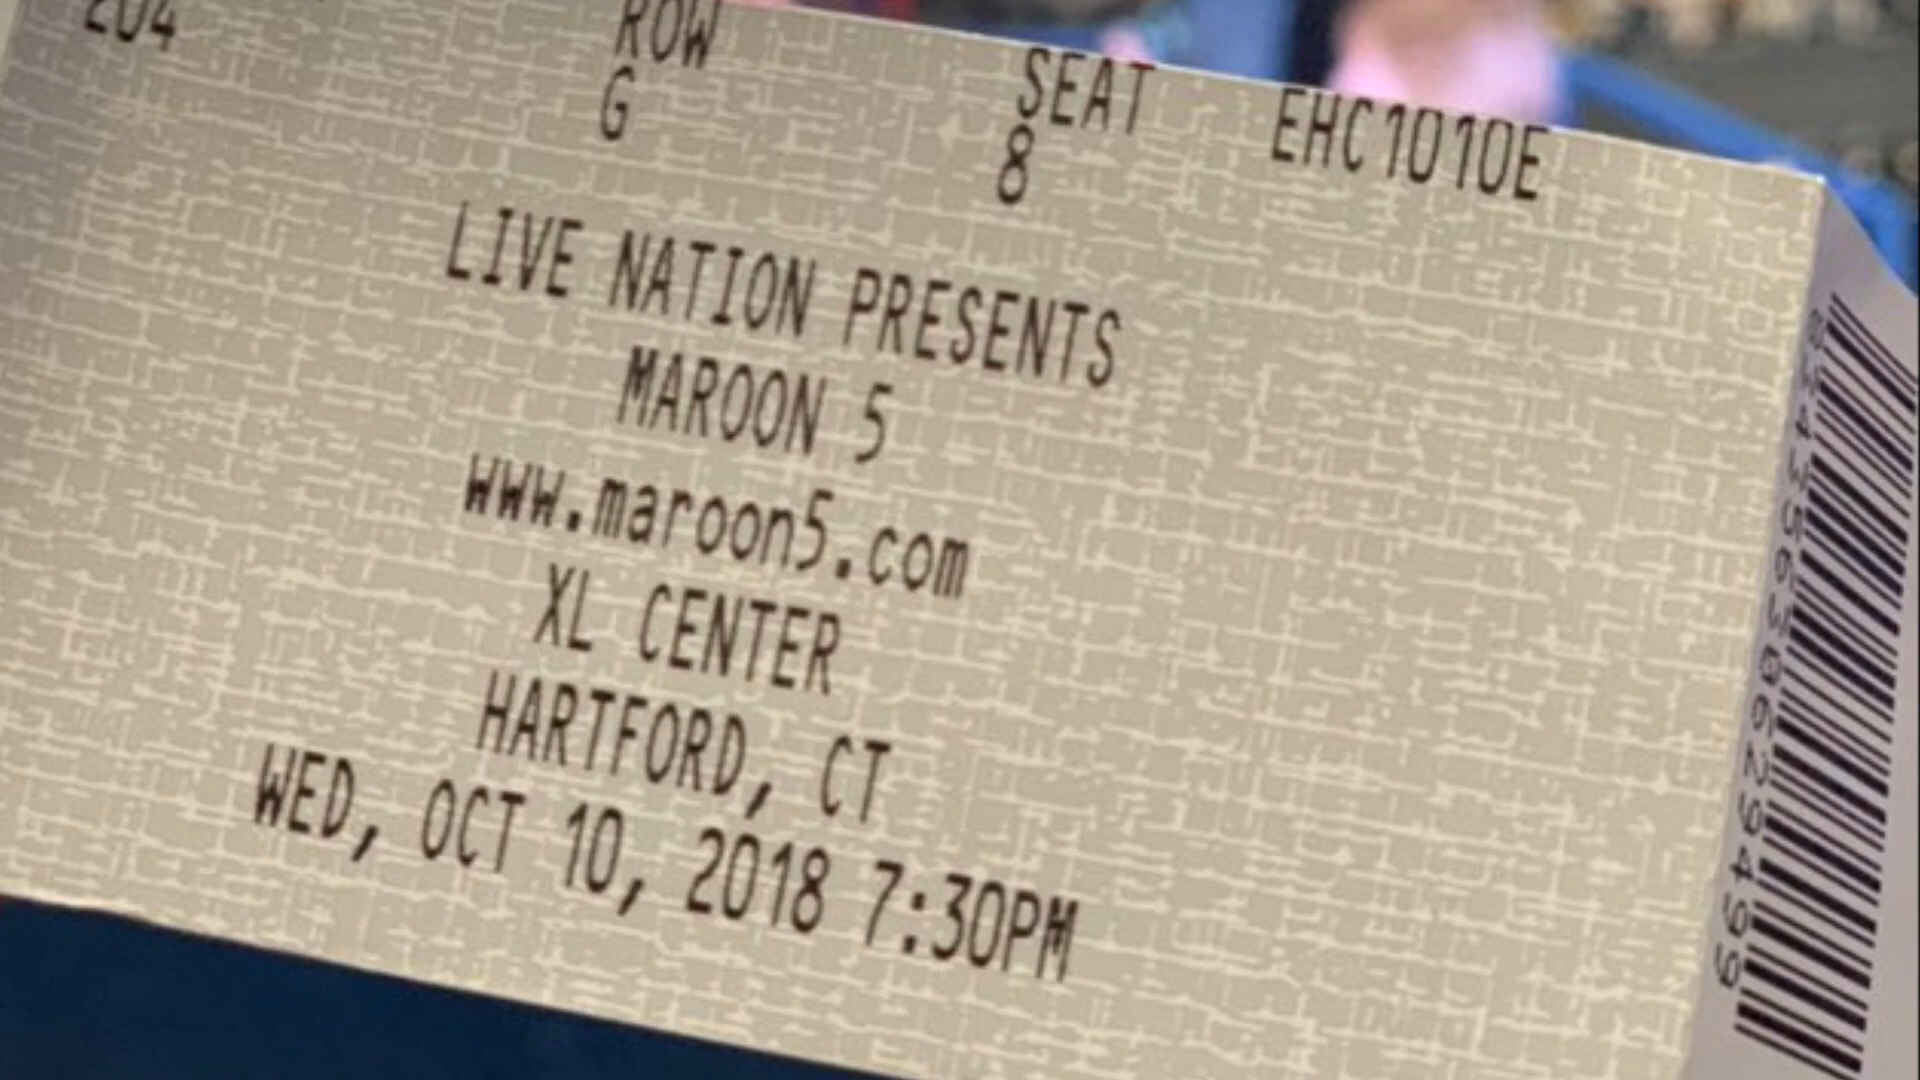 204 ROW SEAT EHC1010E
G 8
LIVE NATION PRESENTS
MAROON 5
www.maroon5.com
XL CENTER
HARTFORD, CT
WED, OCT 10, 2018 7:30PM